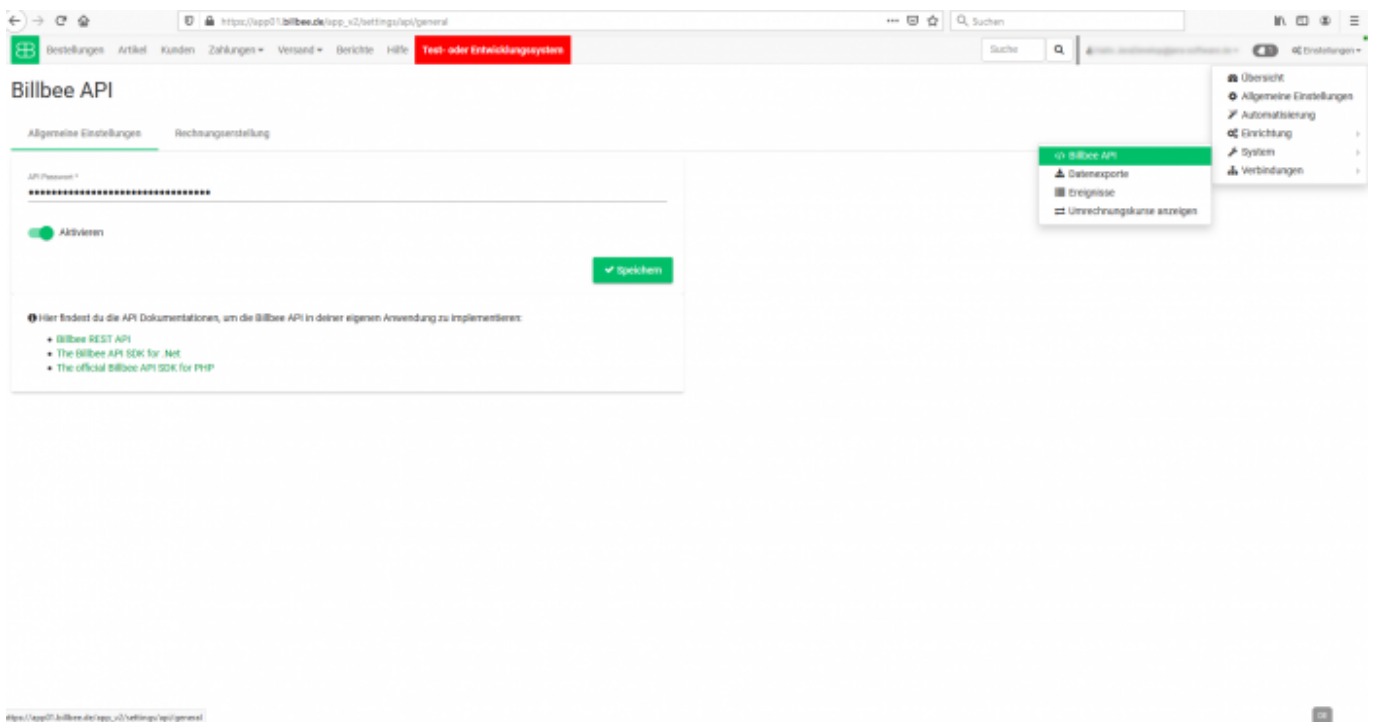 https://app01.billbee.de/app_v2/settings/api/general
Suchen
Bestellungen Artikel Kunden Zahlungen Versand Berichte Hilfe Test- oder Entwicklungssystem
Suche
Einstellungen
Billbee API
Übersicht
Allgemeine Einstellungen
Automatisierung
Einrichtung
System
Verbindungen
Billbee API
Datenexporte
Ereignisse
Umrechnungskurse anzeigen
Allgemeine Einstellungen Rechnungserstellung
API Passwort *
Aktivieren
Speichern
Hier findest du die API Dokumentationen, um die Billbee API in deiner eigenen Anwendung zu implementieren:
Billbee REST API
The Billbee API SDK for .Net
The official Billbee API SDK for PHP
https://app01.billbee.de/app_v2/settings/api/general